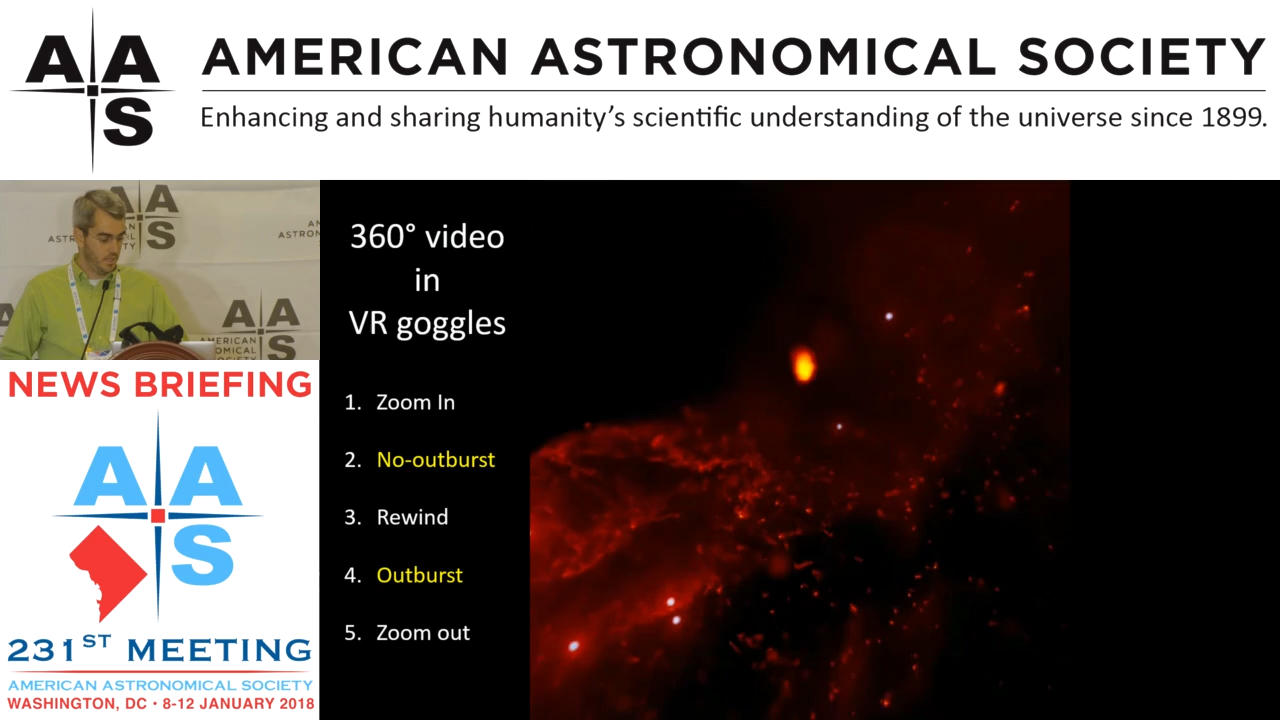 AAS
AMERICAN ASTRONOMICAL SOCIETY
Enhancing and sharing humanity’s scientific understanding of the universe since 1899.
360° video
in
VR goggles
1. Zoom In
2. No-outburst
3. Rewind
4. Outburst
5. Zoom out
NEWS BRIEFING
AAS
231ST MEETING
AMERICAN ASTRONOMICAL SOCIETY
WASHINGTON, DC • 8-12 JANUARY 2018